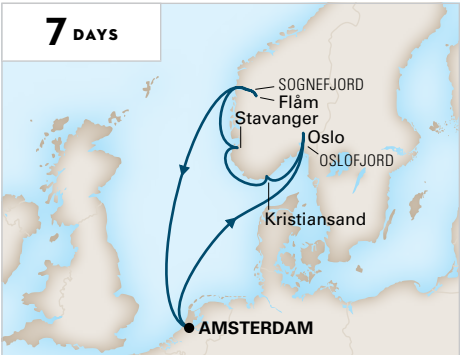 7 DAYS
SOGNEFJORD
Flåm
Stavanger
Oslo
OSLOFJORD
Kristiansand
AMSTERDAM